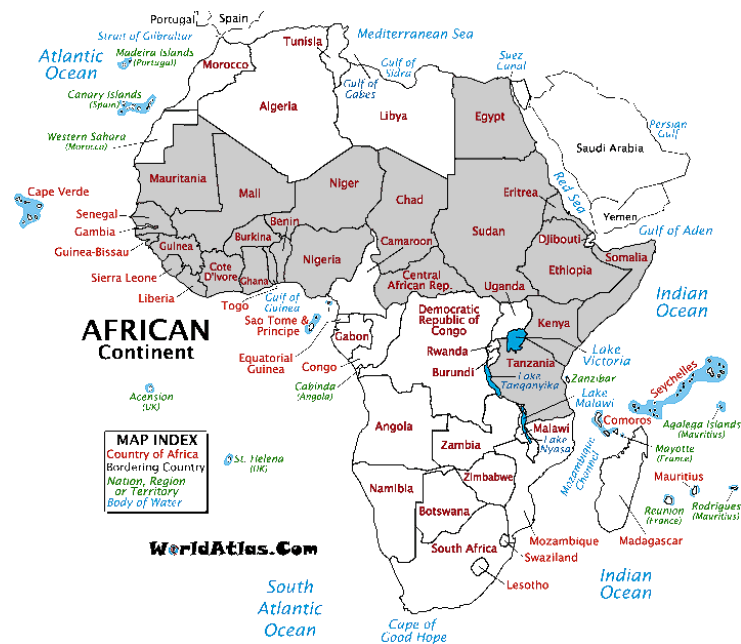 Portugal
Spain
Strait of Gibraltur
Mediterranean Sea
Atlantic
Ocean
Madeira Islands
(Portugal)
Tunisia
Gulf of
Sidra
Suez
Canal
Morocco
Gulf of
Gabes
Canary Islands
(Spain)
Algeria
Libya
Egypt
Persian
Gulf
Saudi Arabia
Western Sahara
(Morocco)
Mauritania
Mali
Niger
Chad
Eritrea
Red Sea
Cape Verde
Yemen
Senegal
Gambia
Benin
Burkina
Sudan
Djibouti
Gulf of Aden
Guinea-Bissau
Guinea
Camaroon
Somalia
Sierra Leone
Cote
D'ivore
Ghana
Nigeria
Central
African Rep.
Ethiopia
Liberia
Togo
Gulf of
Guinea
Uganda
Indian
Ocean
AFRICAN
Continent
Sao Tome &
Principe
Democratic
Republic of
Congo
Kenya
Gabon
Equatorial
Guinea
Congo
Rwanda
Lake
Victoria
Burundi
Tanzania
Lake
Tanganyika
Seychelles
Cabinda
(Angola)
Zanzibar
Acension
(UK)
Lake
Malawi
Agalega Islands
(Mauritius)
Angola
Malawi
Comoros
MAP INDEX
Country of Africa
Bordering Country
Nation, Region
or Territory
Body of Water
Zambia
Lake
Nyasa
Mayotte
(France)
St. Helena
(UK)
Mozambique
Channel
Zimbabwe
Mauritius
Namibia
Botswana
Reunion
(France)
Rodrigues
(Mauritius)
WorldAtlas.Com
South Africa
Mozambique
Swaziland
Madagascar
Lesotho
South
Atlantic
Ocean
Indian
Ocean
Cape of
Good Hope